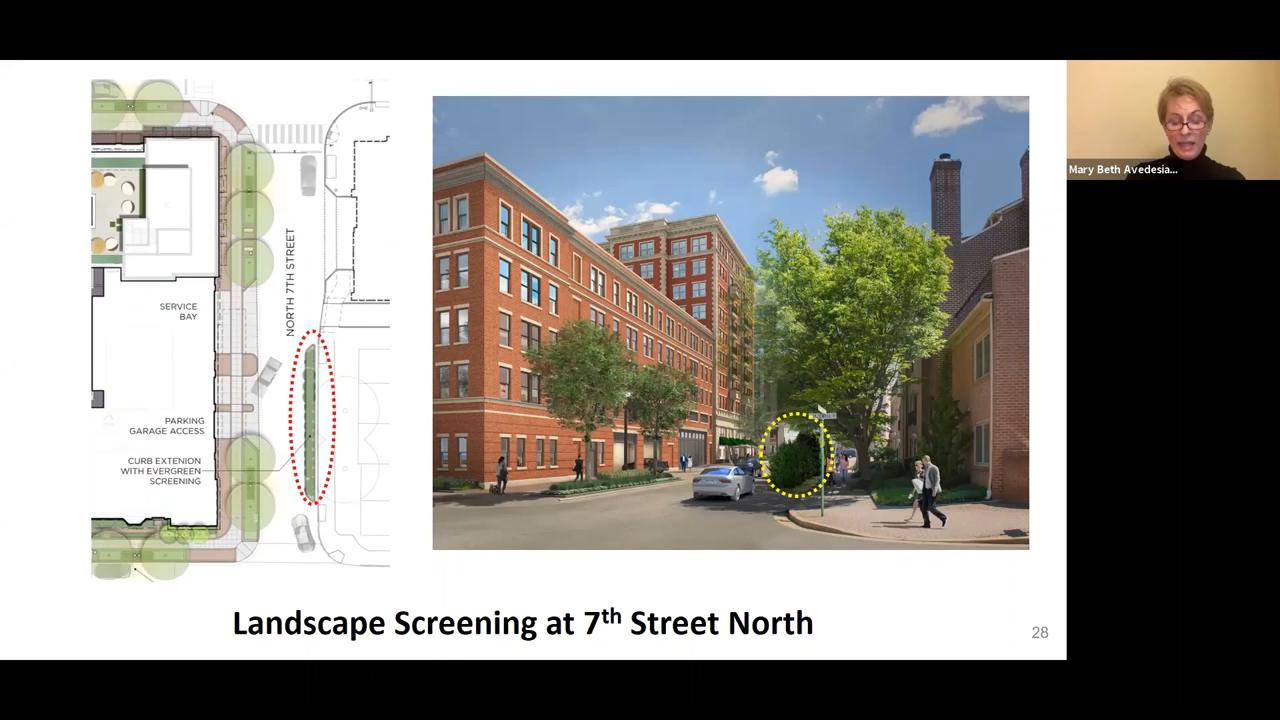 Mary Beth Avedesia...
NORTH 7TH STREET
SERVICE
BAY
PARKING
GARAGE ACCESS
CURB EXTENION
WITH EVERGREEN
SCREENING
Landscape Screening at 7th Street North
28